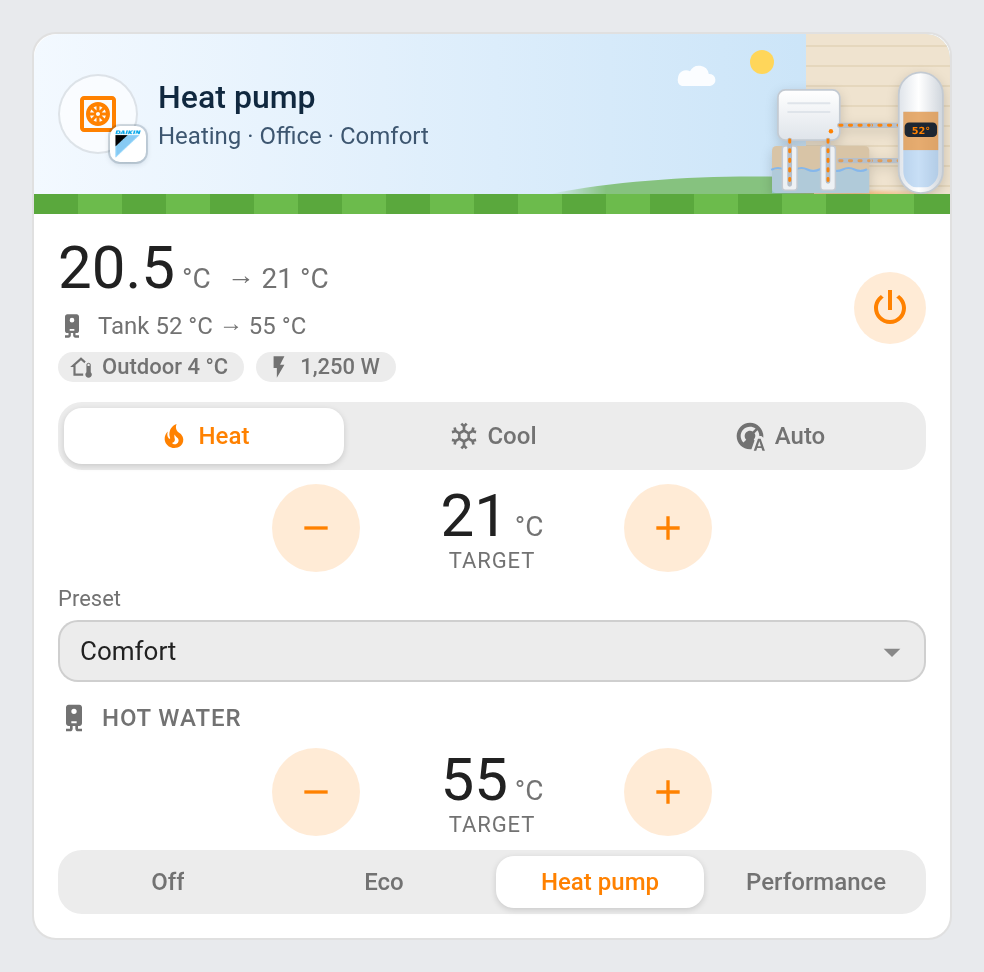 Heat pump
Heating · Office · Comfort
DAIKIN
52°
20.5 °C → 21 °C
Tank 52 °C → 55 °C
Outdoor 4 °C
1,250 W
Heat
Cool
Auto
21 °C
TARGET
Preset
Comfort
HOT WATER
55 °C
TARGET
Off
Eco
Heat pump
Performance